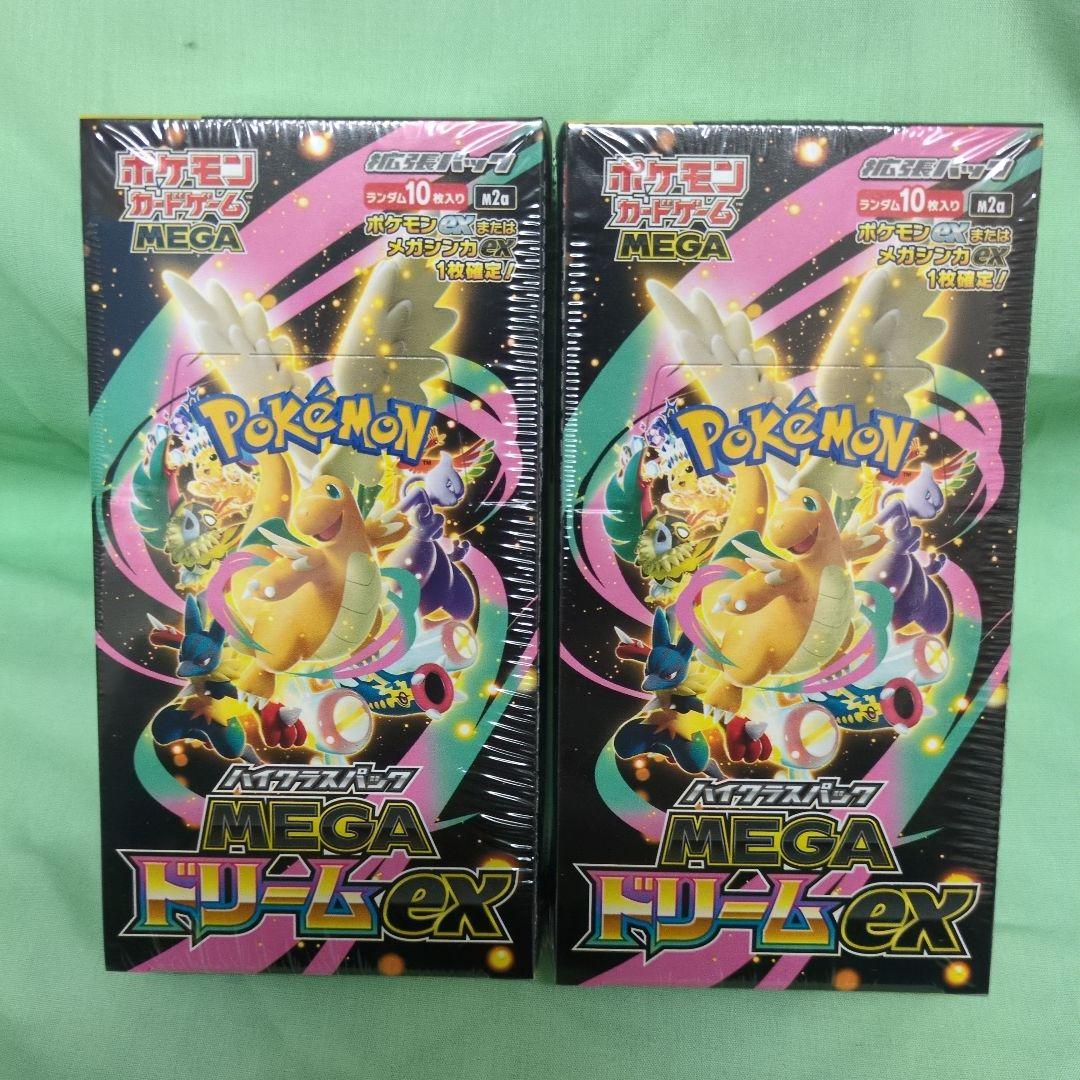 ポケモン
カードゲーム
MEGA
拡張パック
ランダム10枚入り
M2a
ポケモンexまたは
メガシンカex
1枚確定!
POKéMON
TM
ハイクラスパック
MEGA
ドリームex
ポケモン
カードゲーム
MEGA
拡張パック
ランダム10枚入り
M2a
ポケモンexまたは
メガシンカex
1枚確定!
POKéMON
TM
ハイクラスパック
MEGA
ドリームex